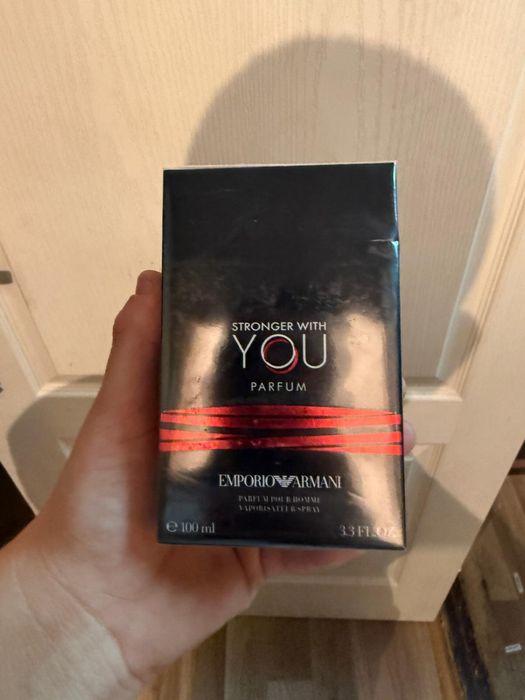 STRONGER WITH
YOU
PARFUM
EMPORIO ARMANI
PARFUM POUR HOMME
VAPORISATEUR SPRAY
e 100 ml 3.3 FL.OZ.